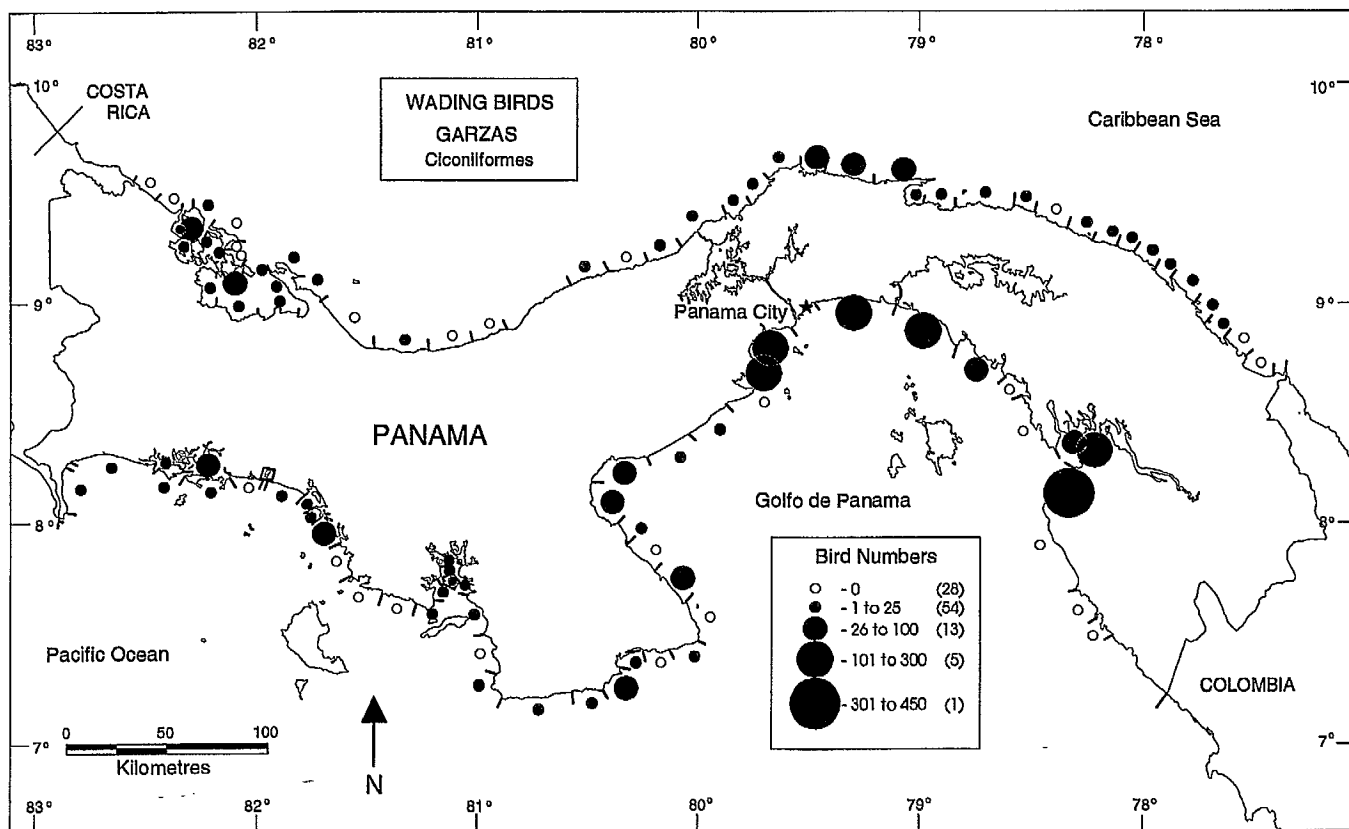 83° 82° 81° 80° 79° 78°
10° 10°
COSTA
RICA
WADING BIRDS
GARZAS
Ciconiiformes
Caribbean Sea
9° 9°
Panama City
PANAMA
8° 8°
Golfo de Panama
Bird Numbers
- 0 (28)
- 1 to 25 (54)
- 26 to 100 (13)
- 101 to 300 (5)
- 301 to 450 (1)
Pacific Ocean
COLOMBIA
0 50 100
Kilometres
N
7° 7°
83° 82° 81° 80° 79° 78°